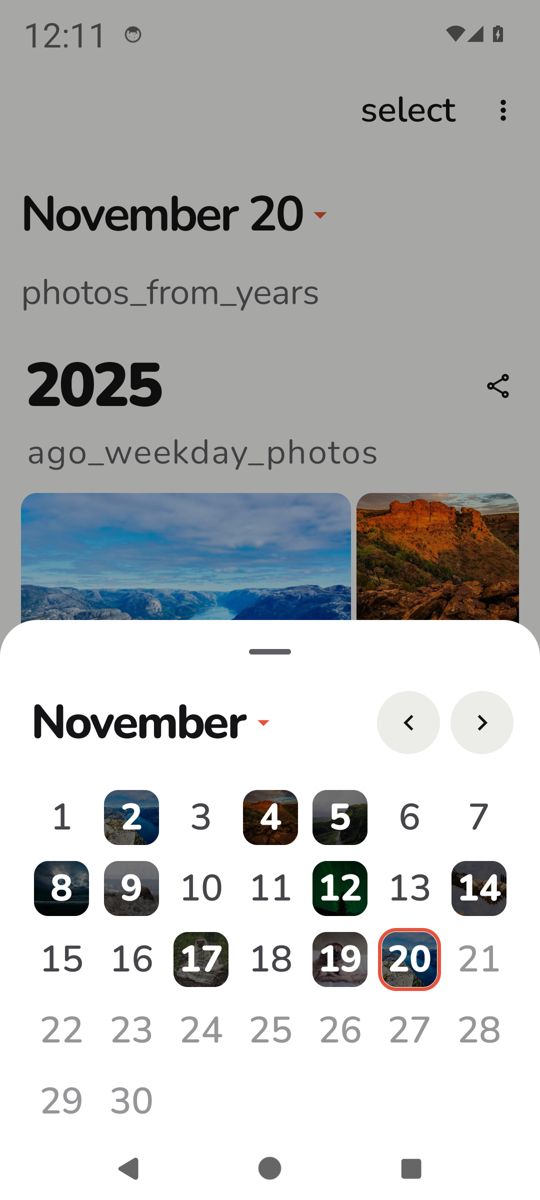 12:11
select
November 20
photos_from_years
2025
ago_weekday_photos
November
1 2 3 4 5 6 7
8 9 10 11 12 13 14
15 16 17 18 19 20 21
22 23 24 25 26 27 28
29 30